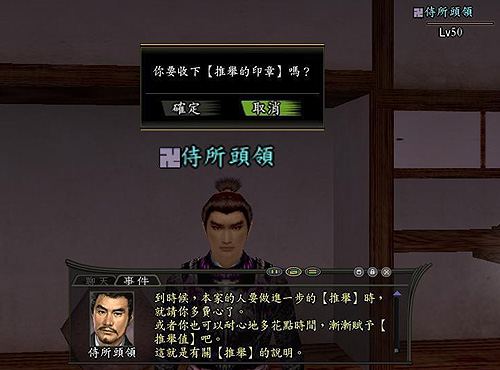 卍侍所頭領
Lv50
你要收下【推舉的印章】嗎？
確定
取消
卍侍所頭領
聊天
事件
到時候，本家的人要做進一步的【推舉】時，
就請你多費心了。
或者你也可以耐心地多花點時間，漸漸賦予【
推舉值】吧。
這就是有關【推舉】的說明。
侍所頭領